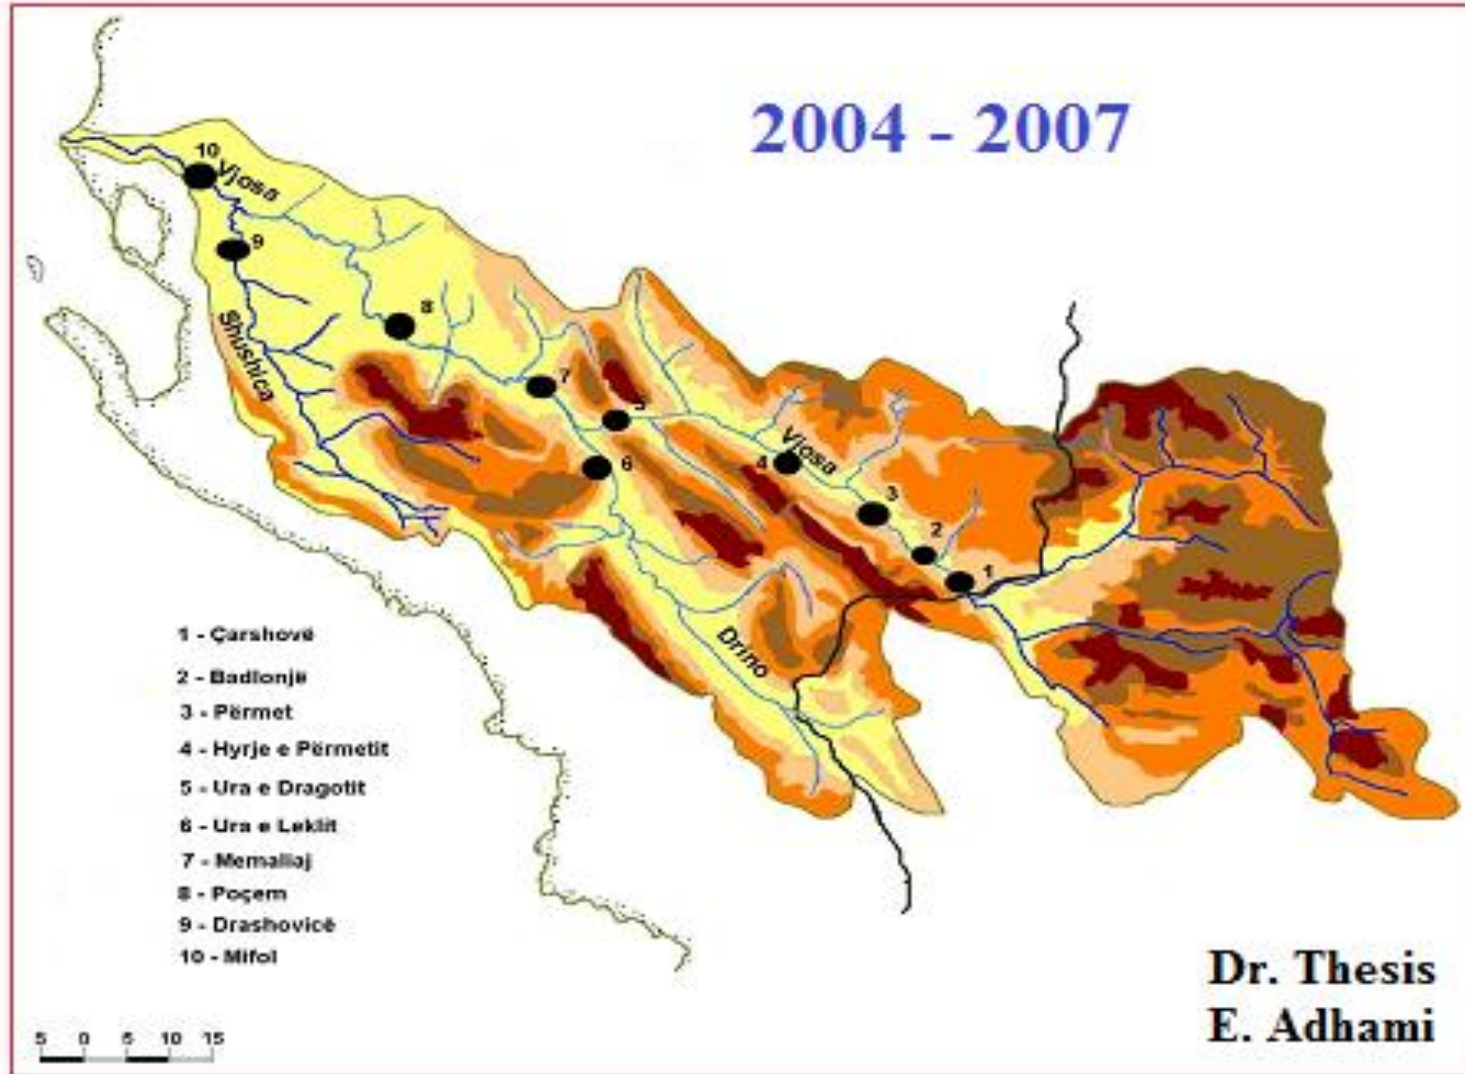 2004 - 2007
10
Vjosa
9
8
Shushica
7
5
6
Vjosa
4
3
2
1
Drino
1 - Çarshovë
2 - Badlonjë
3 - Përmet
4 - Hyrje e Përmetit
5 - Ura e Dragotit
6 - Ura e Leklit
7 - Memaliaj
8 - Poçem
9 - Drashovicë
10 - Mifol
Dr. Thesis
E. Adhami
5 0 5 10 15